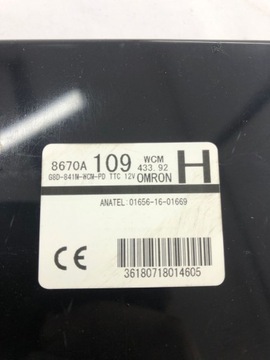 8670A 109 WCM 433.92 H
G8D-841M-WCM-PD TTC 12V OMRON
ANATEL:01656-16-01669
CE
36180718014605